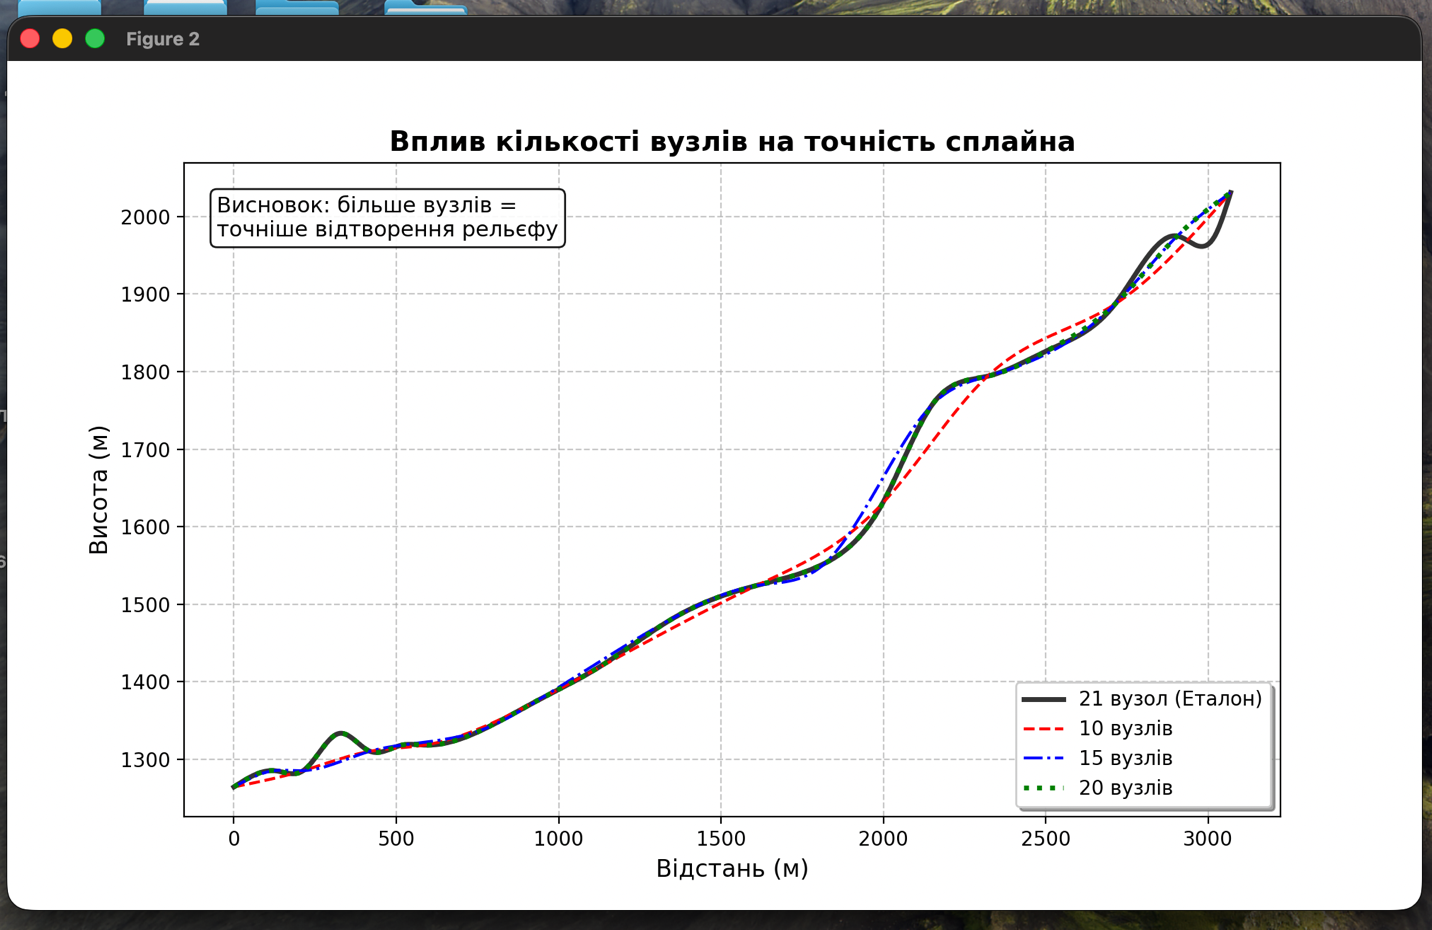 Figure 2
Вплив кількості вузлів на точність сплайна
Висновок: більше вузлів =
точніше відтворення рельєфу
Висота (м)
2000
1900
1800
1700
1600
1500
1400
1300
21 вузол (Еталон)
10 вузлів
15 вузлів
20 вузлів
0 500 1000 1500 2000 2500 3000
Відстань (м)